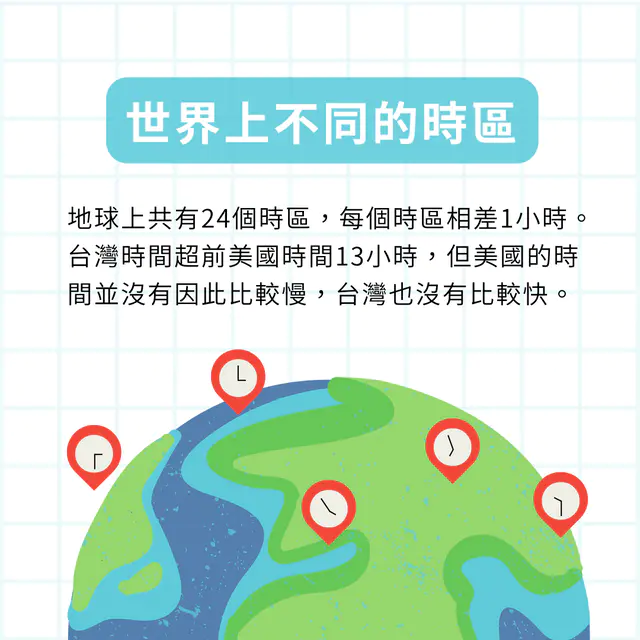 世界上不同的時區
地球上共有24個時區，每個時區相差1小時。
台灣時間超前美國時間13小時，但美國的時
間並沒有因此比較慢，台灣也沒有比較快。